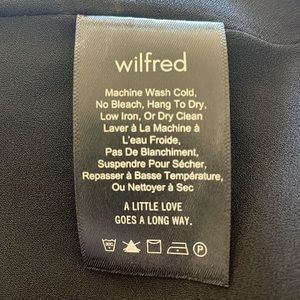 wilfred
Machine Wash Cold,
No Bleach, Hang To Dry,
Low Iron, Or Dry Clean
Laver à La Machine à
L'eau Froide,
Pas De Blanchiment,
Suspendre Pour Sécher,
Repasser à Basse Température,
Ou Nettoyer à Sec
A LITTLE LOVE
GOES A LONG WAY.